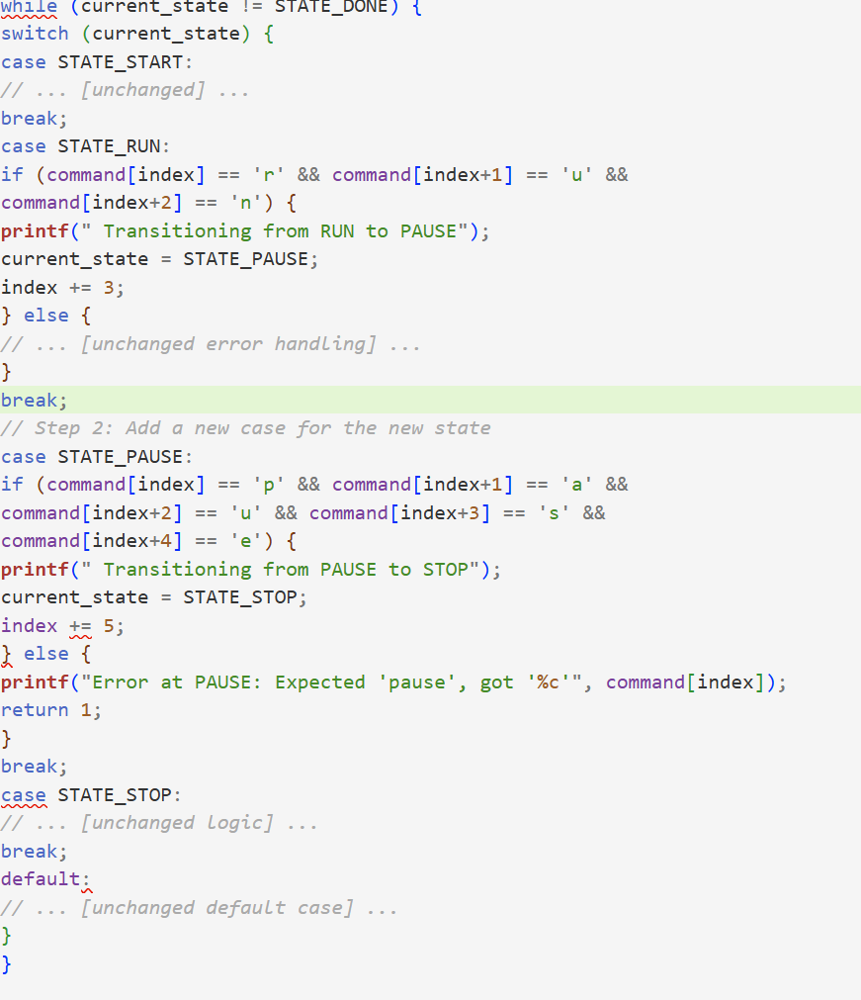 while (current_state != STATE_DONE) {
switch (current_state) {
case STATE_START:
// ... [unchanged] ...
break;
case STATE_RUN:
if (command[index] == 'r' && command[index+1] == 'u' &&
command[index+2] == 'n') {
printf(" Transitioning from RUN to PAUSE");
current_state = STATE_PAUSE;
index += 3;
} else {
// ... [unchanged error handling] ...
}
break;
// Step 2: Add a new case for the new state
case STATE_PAUSE:
if (command[index] == 'p' && command[index+1] == 'a' &&
command[index+2] == 'u' && command[index+3] == 's' &&
command[index+4] == 'e') {
printf(" Transitioning from PAUSE to STOP");
current_state = STATE_STOP;
index += 5;
} else {
printf("Error at PAUSE: Expected 'pause', got '%c'", command[index]);
return 1;
}
break;
case STATE_STOP:
// ... [unchanged logic] ...
break;
default:
// ... [unchanged default case] ...
}
}